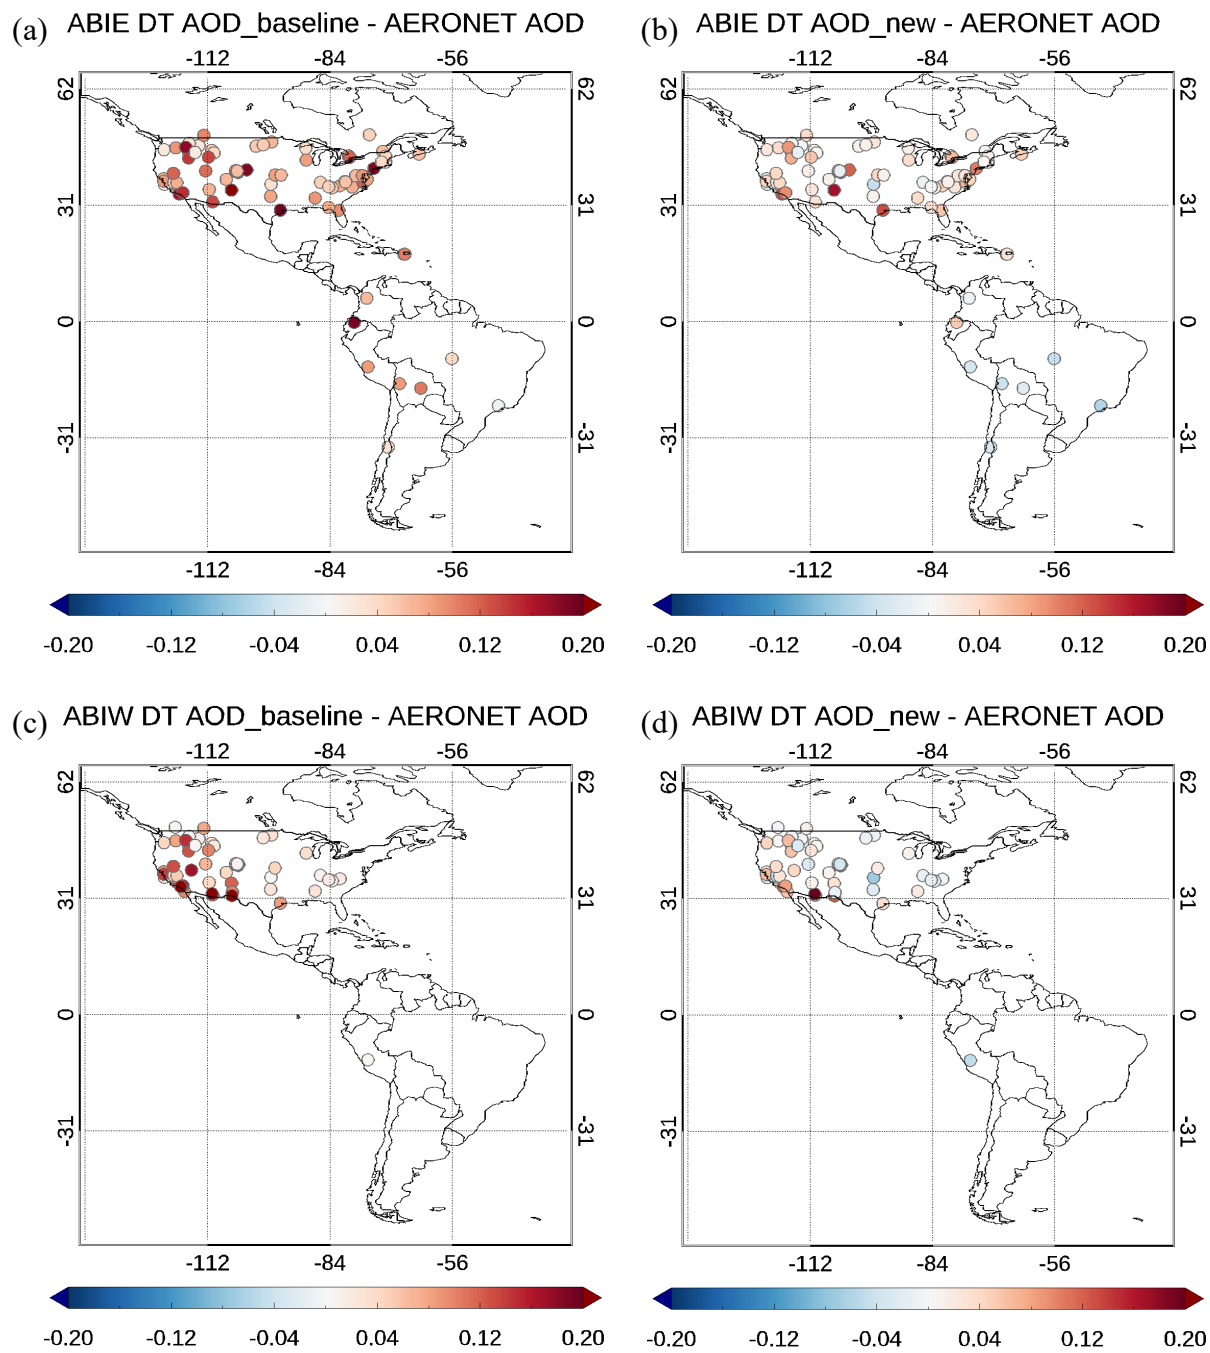 (a) ABIE DT AOD_baseline - AERONET AOD
-112 -84 -56
62 62
31 31
0 0
-31 -31
-112 -84 -56
-0.20 -0.12 -0.04 0.04 0.12 0.20
(b) ABIE DT AOD_new - AERONET AOD
-112 -84 -56
62 62
31 31
0 0
-31 -31
-112 -84 -56
-0.20 -0.12 -0.04 0.04 0.12 0.20
(c) ABIW DT AOD_baseline - AERONET AOD
-112 -84 -56
62 62
31 31
0 0
-31 -31
-112 -84 -56
-0.20 -0.12 -0.04 0.04 0.12 0.20
(d) ABIW DT AOD_new - AERONET AOD
-112 -84 -56
62 62
31 31
0 0
-31 -31
-112 -84 -56
-0.20 -0.12 -0.04 0.04 0.12 0.20